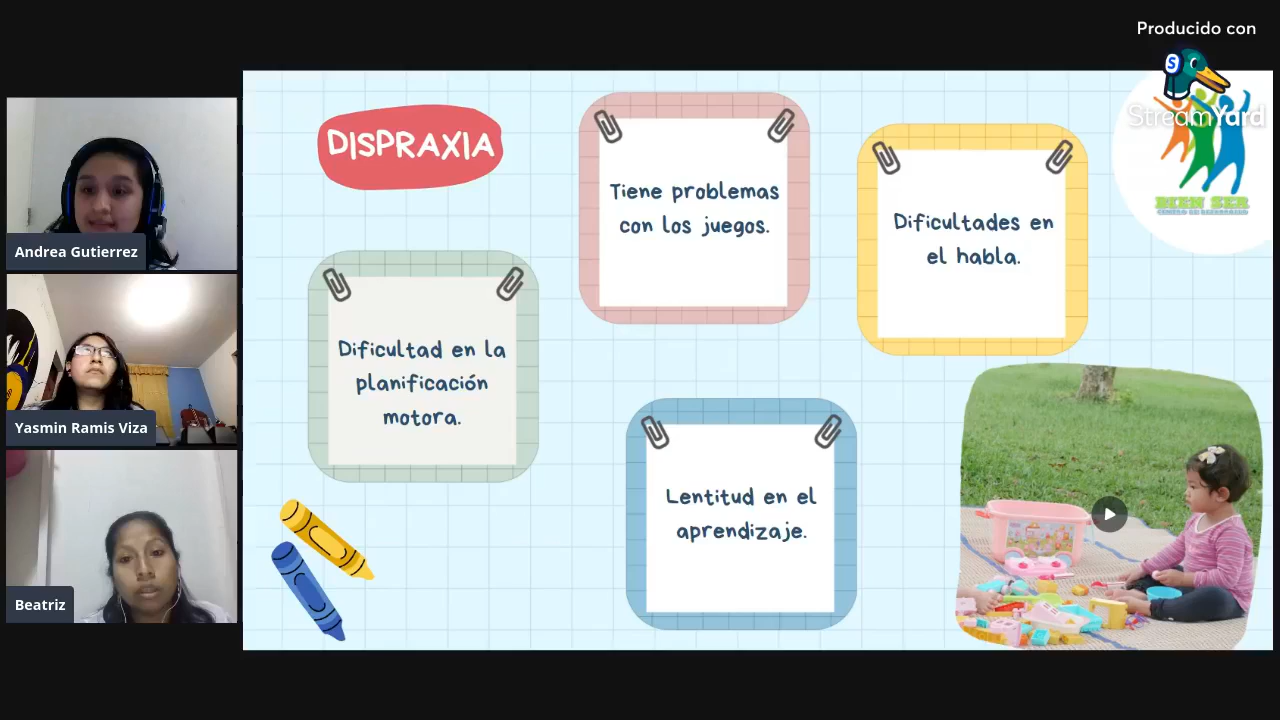 Producido con
StreamYard
BIEN SER
DISPRAXIA
Tiene problemas
con los juegos.
Dificultades en
el habla.
Dificultad en la
planificación
motora.
Lentitud en el
aprendizaje.
Andrea Gutierrez
Yasmin Ramis Viza
Beatriz